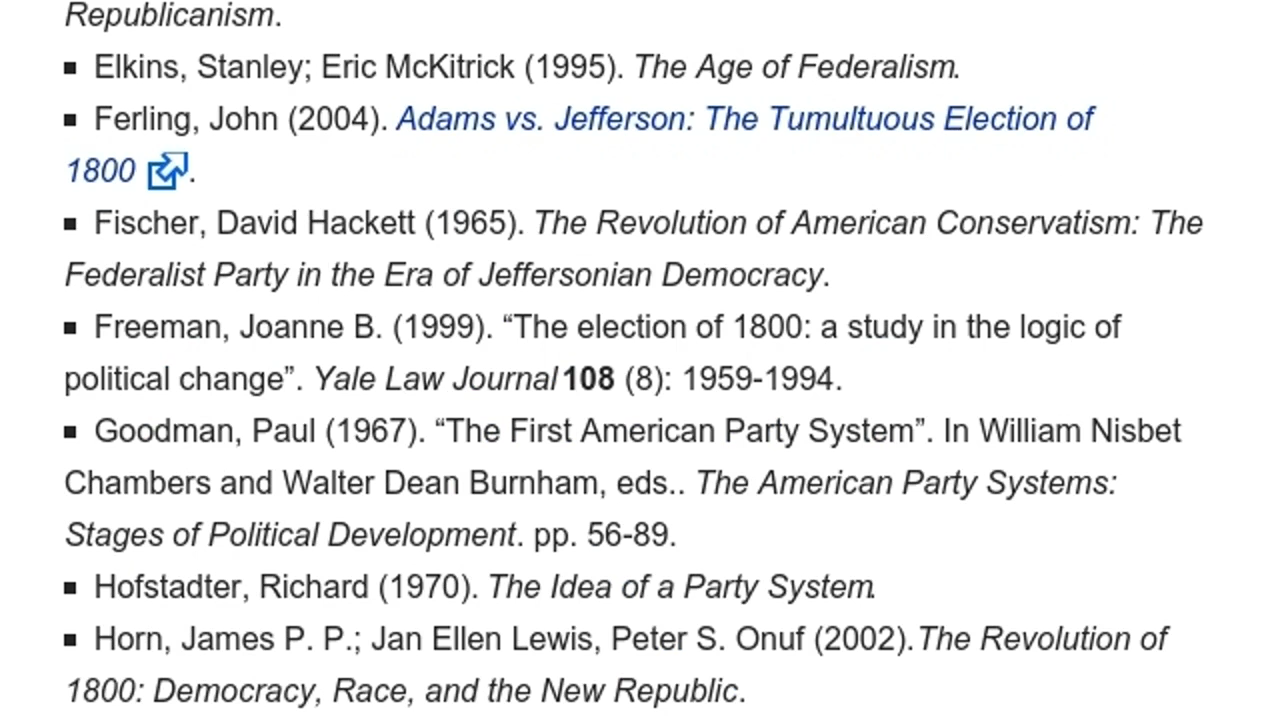 Republicanism.
▪ Elkins, Stanley; Eric McKitrick (1995). The Age of Federalism.
▪ Ferling, John (2004). Adams vs. Jefferson: The Tumultuous Election of
1800 .
▪ Fischer, David Hackett (1965). The Revolution of American Conservatism: The
Federalist Party in the Era of Jeffersonian Democracy.
▪ Freeman, Joanne B. (1999). “The election of 1800: a study in the logic of
political change”. Yale Law Journal 108 (8): 1959-1994.
▪ Goodman, Paul (1967). “The First American Party System”. In William Nisbet
Chambers and Walter Dean Burnham, eds.. The American Party Systems:
Stages of Political Development. pp. 56-89.
▪ Hofstadter, Richard (1970). The Idea of a Party System.
▪ Horn, James P. P.; Jan Ellen Lewis, Peter S. Onuf (2002). The Revolution of
1800: Democracy, Race, and the New Republic.